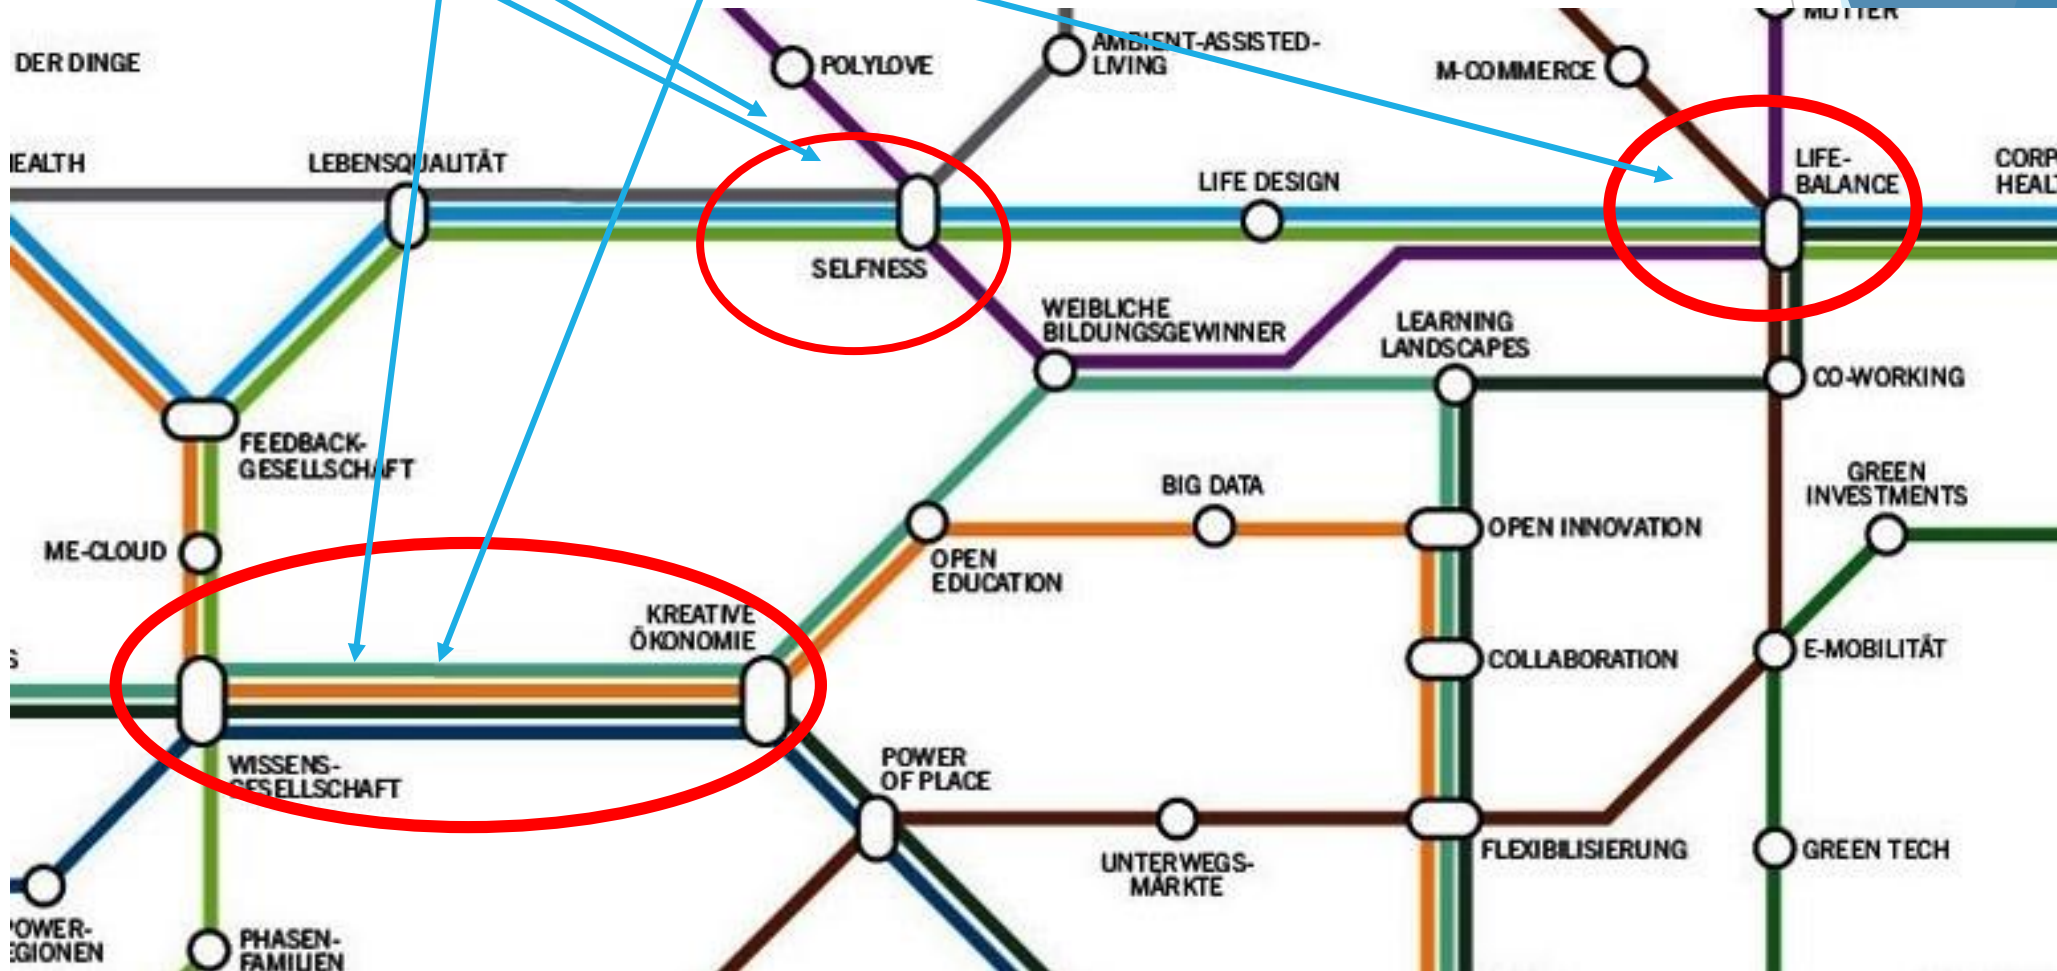 MÜTTER
DER DINGE
POLYLOVE
AMBIENT-ASSISTED-
LIVING
M-COMMERCE
LEBENSQUALITÄT
LIFE DESIGN
LIFE-
BALANCE
SELFNESS
WEIBLICHE
BILDUNGSGEWINNER
LEARNING
LANDSCAPES
CO-WORKING
FEEDBACK-
GESELLSCHAFT
BIG DATA
GREEN
INVESTMENTS
ME-CLOUD
OPEN INNOVATION
OPEN
EDUCATION
KREATIVE
ÖKONOMIE
COLLABORATION
E-MOBILITÄT
WISSENS-
GESELLSCHAFT
POWER
OF PLACE
UNTERWEGS-
MÄRKTE
FLEXIBILISIERUNG
GREEN TECH
PHASEN-
FAMILIEN